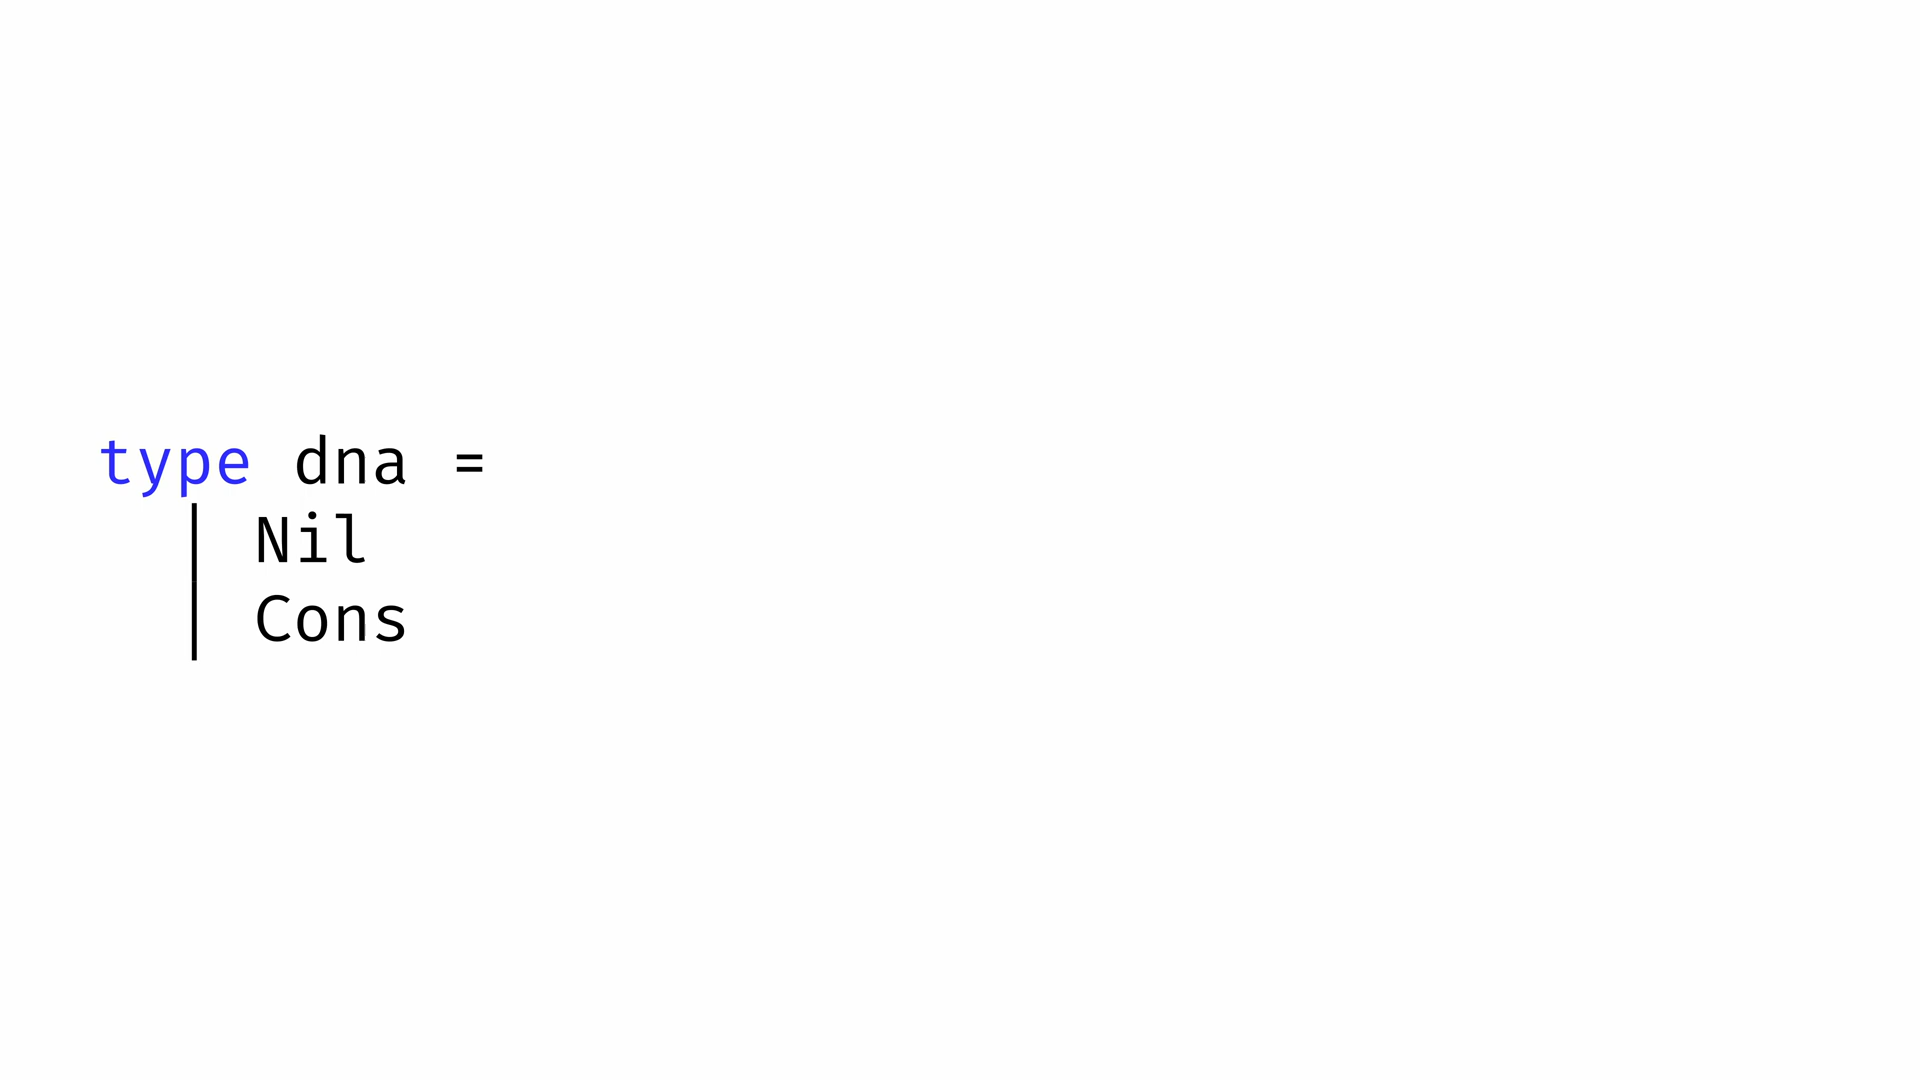 type dna =
| Nil
| Cons